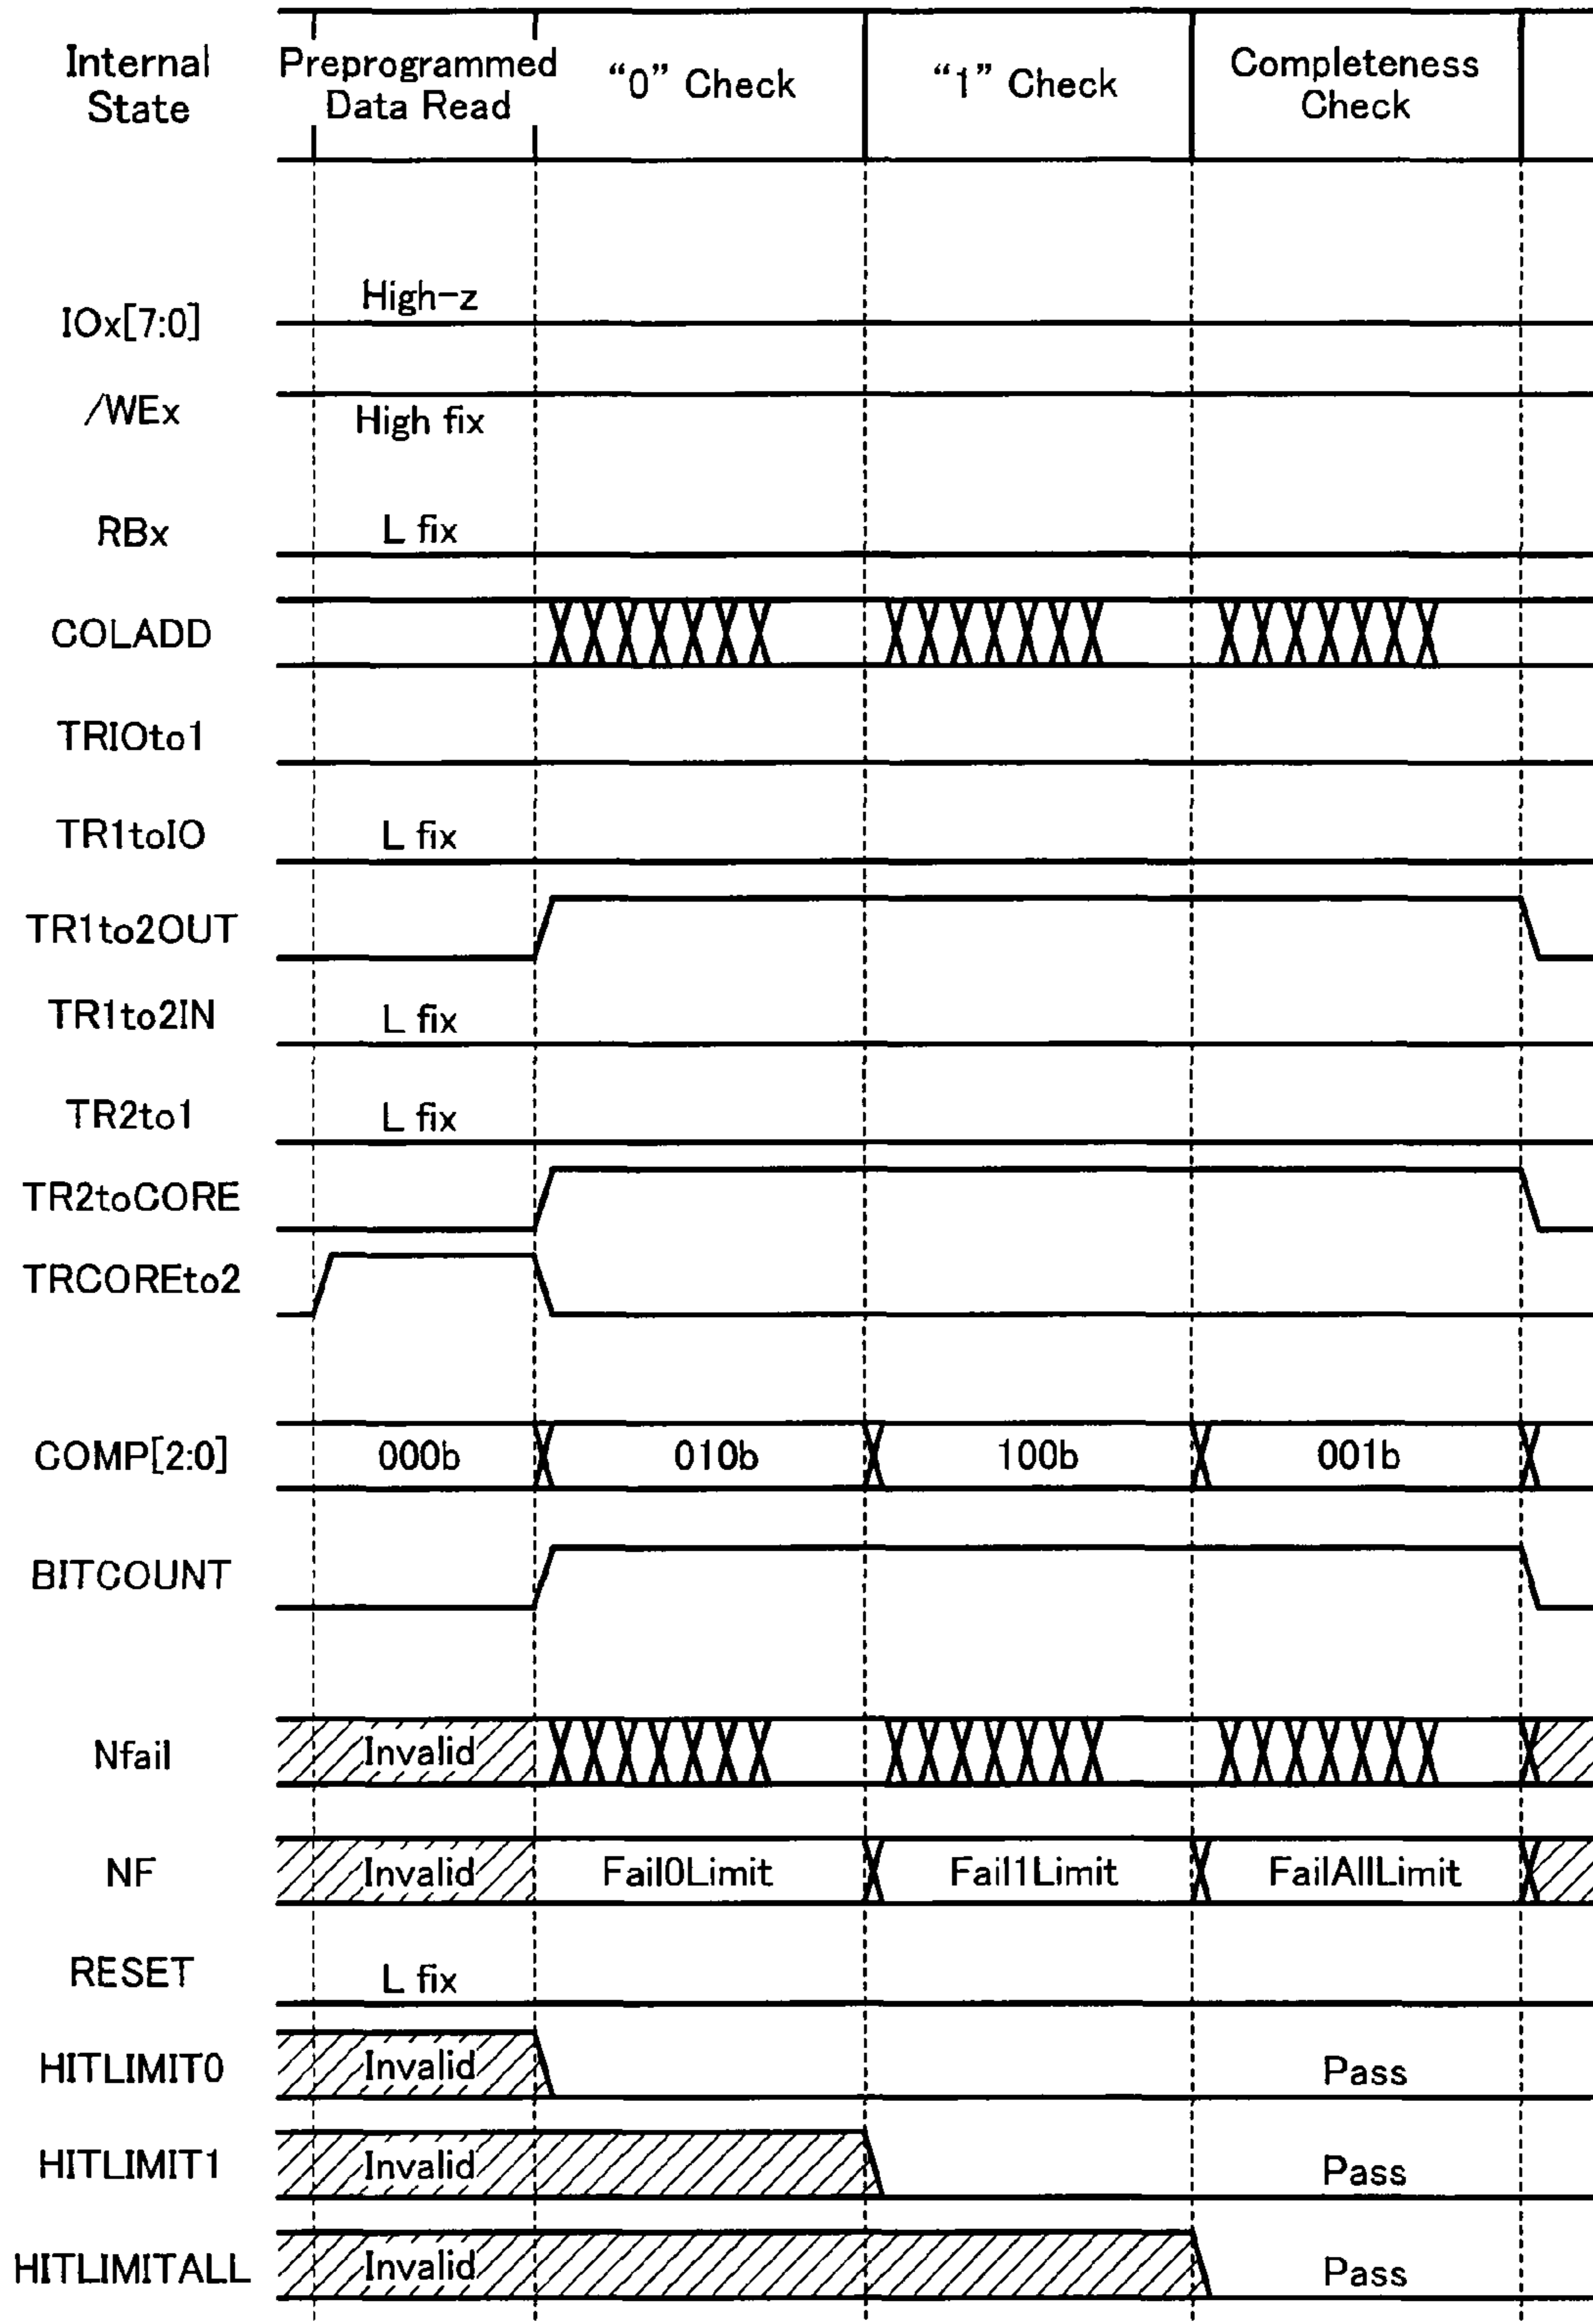 Internal
State
Preprogrammed
Data Read
“0” Check
“1” Check
Completeness
Check
IOx[7:0]
High-z
/WEx
High fix
RBx
L fix
COLADD
TRIOto1
TR1toIO
L fix
TR1to2OUT
TR1to2IN
L fix
TR2to1
L fix
TR2toCORE
TRCOREto2
COMP[2:0]
000b
010b
100b
001b
BITCOUNT
Nfail
Invalid
NF
Invalid
Fail0Limit
Fail1Limit
FailAllLimit
RESET
L fix
HITLIMIT0
Invalid
Pass
HITLIMIT1
Invalid
Pass
HITLIMITALL
Invalid
Pass